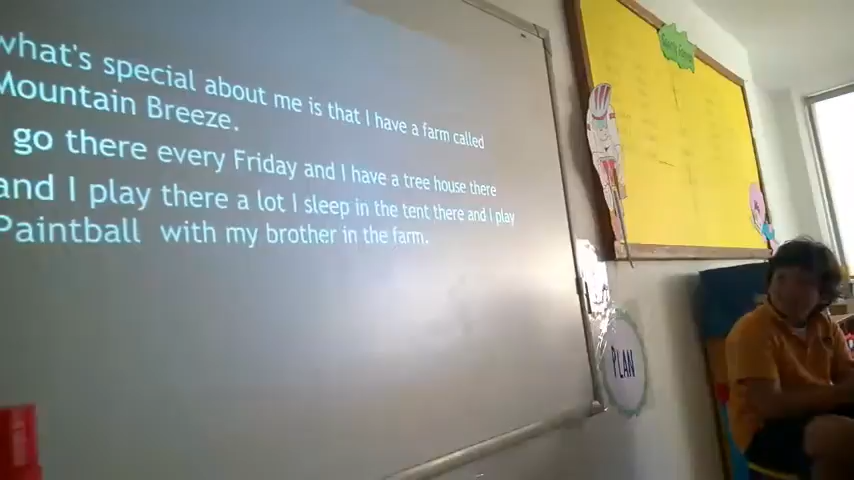 what's special about me is that I have a farm called
Mountain Breeze.
go there every Friday and I have a tree house there
and I play there a lot I sleep in the tent there and I play
Paintball with my brother in the farm.
PLAN